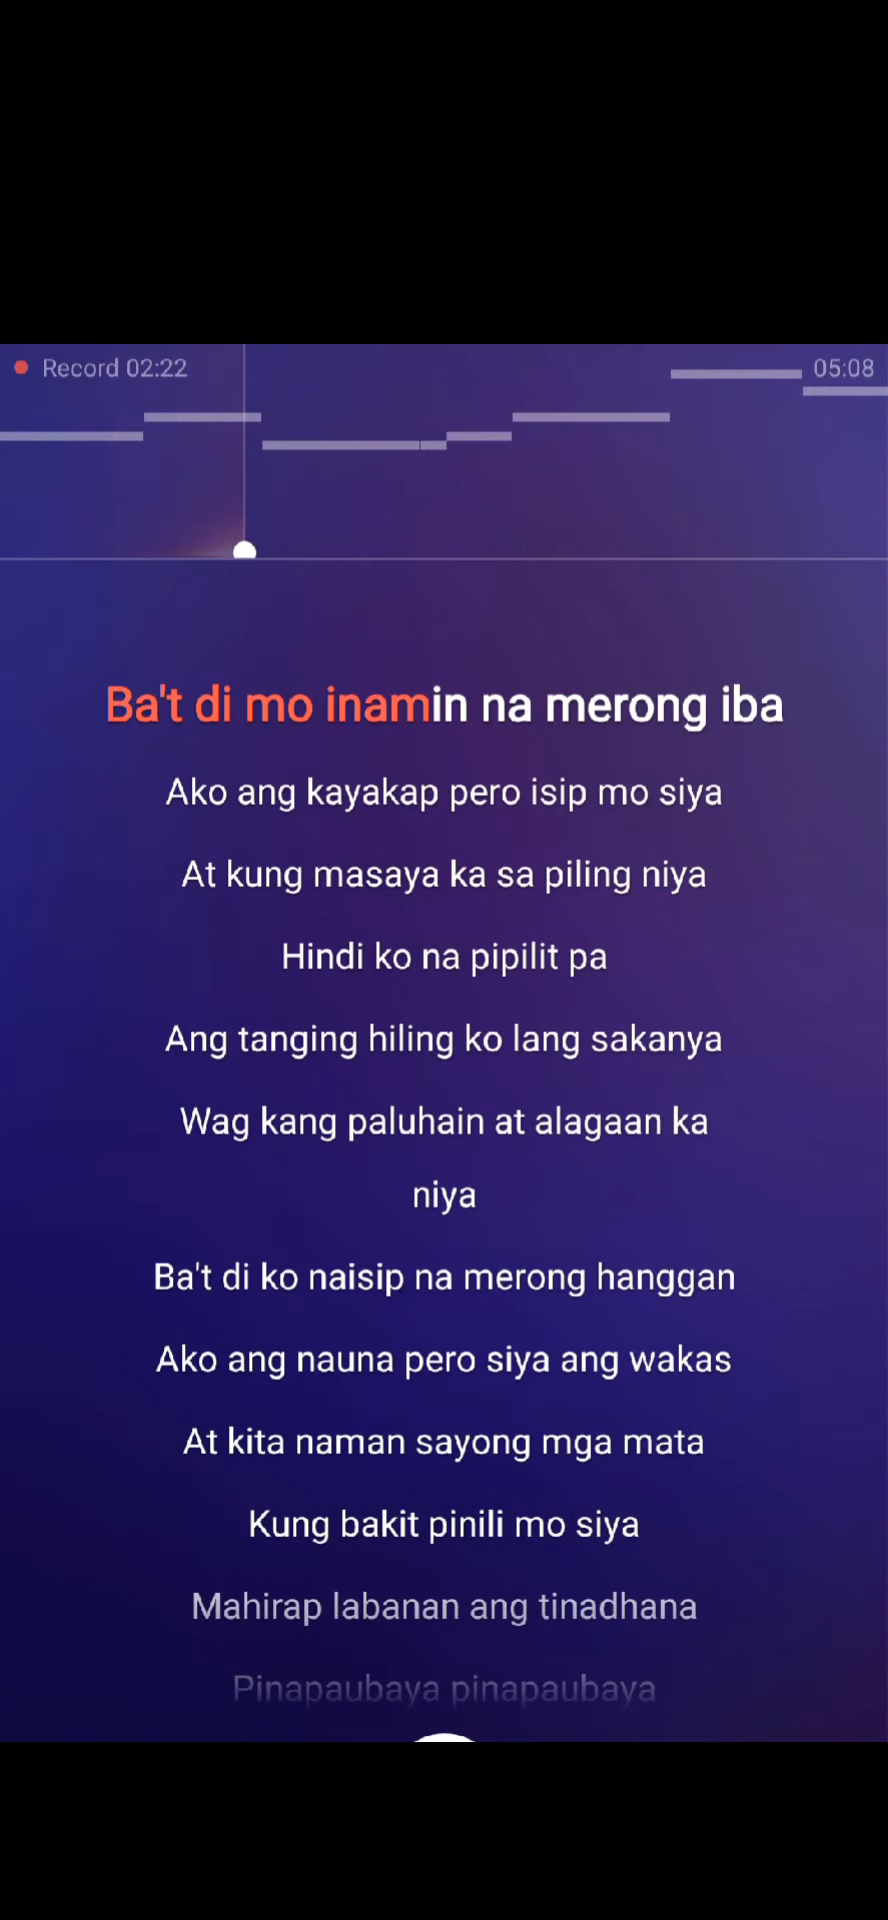 Record 02:22
05:08
Ba't di mo inamin na merong iba
Ako ang kayakap pero isip mo siya
At kung masaya ka sa piling niya
Hindi ko na pipilit pa
Ang tanging hiling ko lang sakanya
Wag kang paluhain at alagaan ka
niya
Ba't di ko naisip na merong hanggan
Ako ang nauna pero siya ang wakas
At kita naman sayong mga mata
Kung bakit pinili mo siya
Mahirap labanan ang tinadhana
Pinapaubaya pinapaubaya